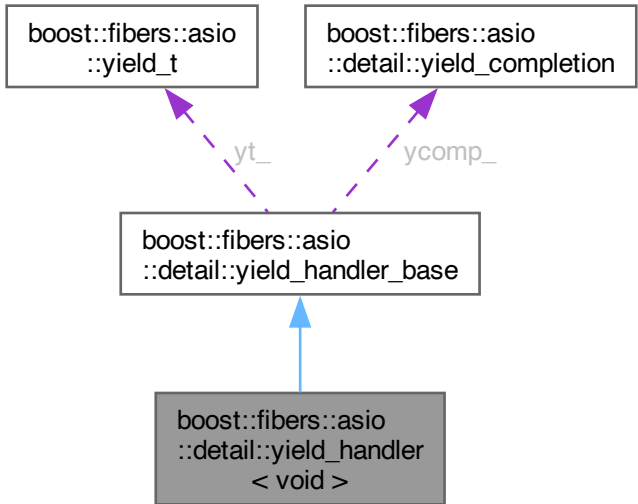 boost::fibers::asio
::yield_t
boost::fibers::asio
::detail::yield_completion
yt_
ycomp_
boost::fibers::asio
::detail::yield_handler_base
boost::fibers::asio
::detail::yield_handler
< void >